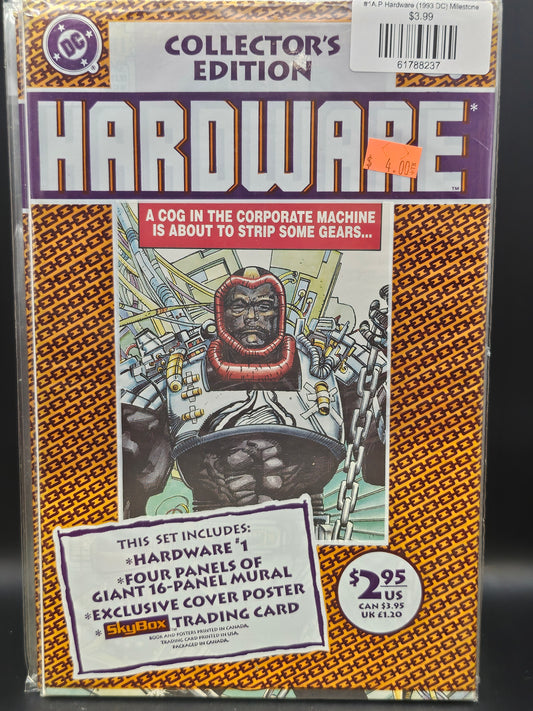 #1A.P Hardware (1993 DC) Milestone
$3.99
61788237
DC
COLLECTOR'S
EDITION
HARDWARE*
TM
$ 4.00
A COG IN THE CORPORATE MACHINE
IS ABOUT TO STRIP SOME GEARS...
THIS SET INCLUDES:
*HARDWARE #1
*FOUR PANELS OF
GIANT 16-PANEL MURAL
*EXCLUSIVE COVER POSTER
*SkyBox™ TRADING CARD
BOOK AND POSTERS PRINTED IN CANADA.
TRADING CARD PRINTED IN USA.
PACKAGED IN CANADA.
$2.95
US
CAN $3.95
UK £1.20